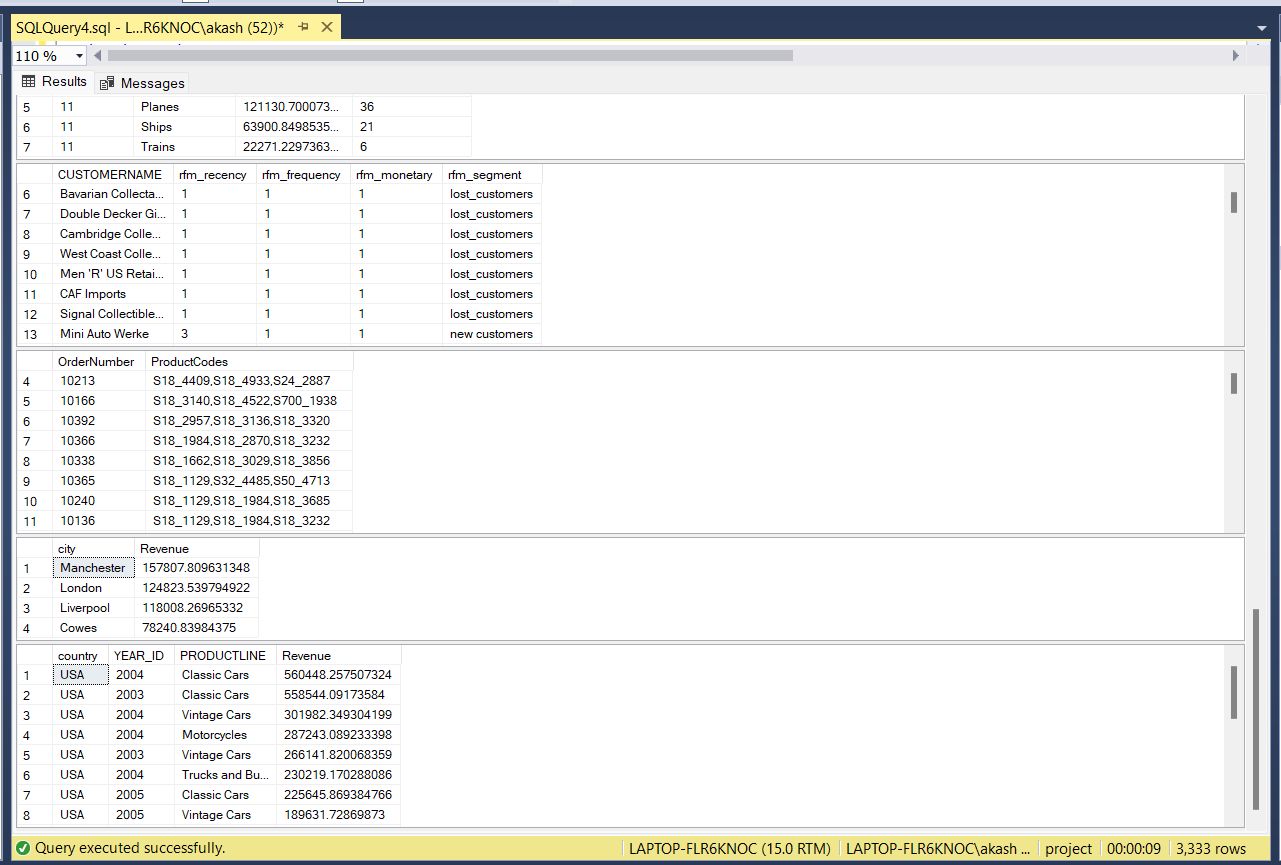 SQLQuery4.sql - L...R6KNOC\akash (52))*
110 %
Results Messages
5 11 Planes 121130.700073... 36
6 11 Ships 63900.8498535... 21
7 11 Trains 22271.2297363... 6
CUSTOMERNAME rfm_recency rfm_frequency rfm_monetary rfm_segment
6 Bavarian Collecta... 1 1 1 lost_customers
7 Double Decker Gi... 1 1 1 lost_customers
8 Cambridge Colle... 1 1 1 lost_customers
9 West Coast Colle... 1 1 1 lost_customers
10 Men 'R' US Retai... 1 1 1 lost_customers
11 CAF Imports 1 1 1 lost_customers
12 Signal Collectible... 1 1 1 lost_customers
13 Mini Auto Werke 3 1 1 new customers
OrderNumber ProductCodes
4 10213 S18_4409,S18_4933,S24_2887
5 10166 S18_3140,S18_4522,S700_1938
6 10392 S18_2957,S18_3136,S18_3320
7 10366 S18_1984,S18_2870,S18_3232
8 10338 S18_1662,S18_3029,S18_3856
9 10365 S18_1129,S32_4485,S50_4713
10 10240 S18_1129,S18_1984,S18_3685
11 10136 S18_1129,S18_1984,S18_3232
city Revenue
1 Manchester 157807.809631348
2 London 124823.539794922
3 Liverpool 118008.26965332
4 Cowes 78240.83984375
country YEAR_ID PRODUCTLINE Revenue
1 USA 2004 Classic Cars 560448.257507324
2 USA 2003 Classic Cars 558544.09173584
3 USA 2004 Vintage Cars 301982.349304199
4 USA 2004 Motorcycles 287243.089233398
5 USA 2003 Vintage Cars 266141.820068359
6 USA 2004 Trucks and Bu... 230219.170288086
7 USA 2005 Classic Cars 225645.869384766
8 USA 2005 Vintage Cars 189631.72869873
Query executed successfully. LAPTOP-FLR6KNOC (15.0 RTM) LAPTOP-FLR6KNOC\akash ... project 00:00:09 3,333 rows